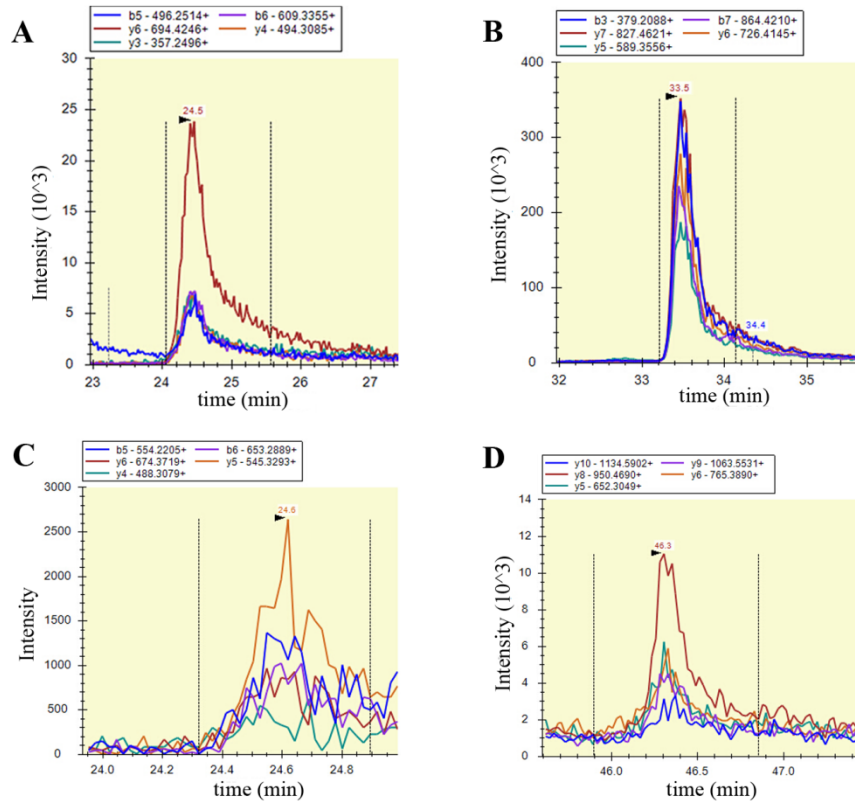 A
b5 - 496.2514+ b6 - 609.3355+
y6 - 694.4246+ y4 - 494.3085+
y3 - 357.2496+
Intensity (10^3)
30
25
20
15
10
5
0
24.5
23 24 25 26 27
time (min)
B
b3 - 379.2088+ b7 - 864.4210+
y7 - 827.4621+ y6 - 726.4145+
y5 - 589.3556+
Intensity (10^3)
400
300
200
100
0
33.5
34.4
32 33 34 35
time (min)
C
b5 - 554.2205+ b6 - 653.2889+
y6 - 674.3719+ y5 - 545.3293+
y4 - 488.3079+
Intensity
3000
2500
2000
1500
1000
500
0
24.6
24.0 24.2 24.4 24.6 24.8
time (min)
D
y10 - 1134.5902+ y9 - 1063.5531+
y8 - 950.4690+ y6 - 765.3890+
y5 - 652.3049+
Intensity (10^3)
14
12
10
8
6
4
2
0
46.3
46.0 46.5 47.0
time (min)